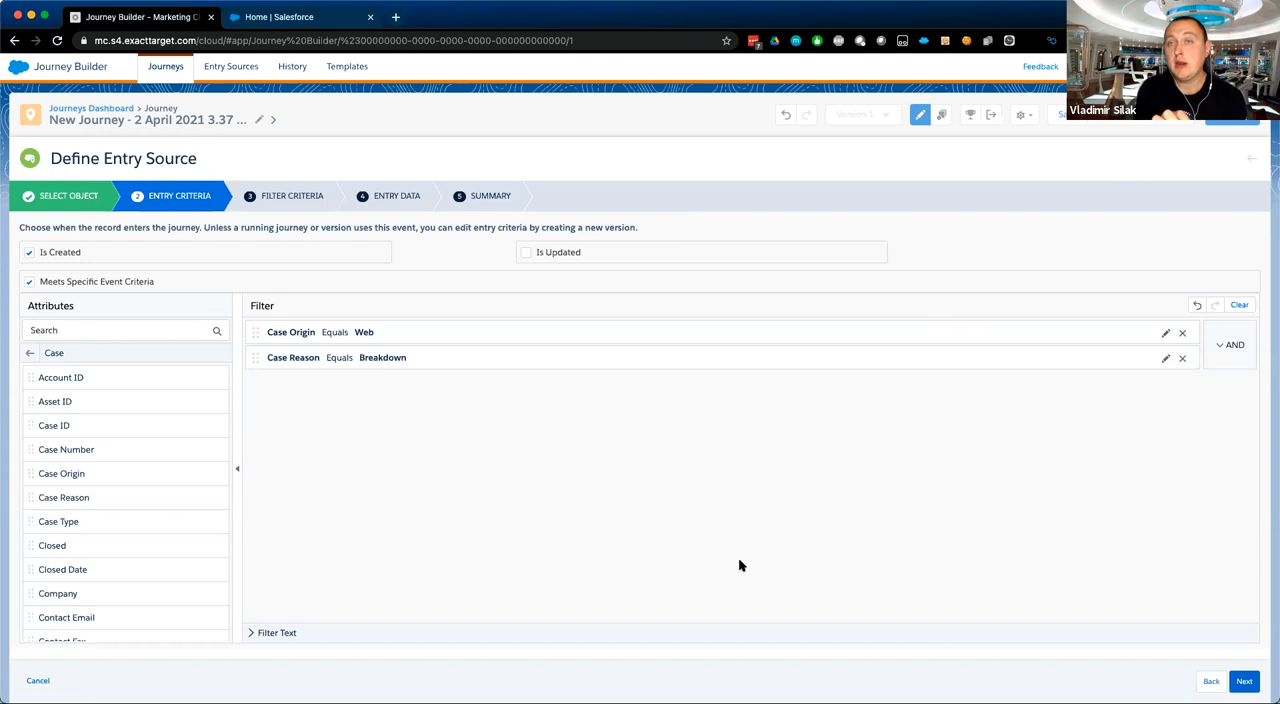 Journey Builder - Marketing Cl
Home | Salesforce
mc.s4.exacttarget.com/cloud/#app/Journey%20Builder/%2300000000-0000-0000-0000-000000000000/1
7
Journey Builder
Journeys
Entry Sources
History
Templates
Feedback
Vladimir Silak
Journeys Dashboard > Journey
New Journey - 2 April 2021 3.37 ...
Version 1
Define Entry Source
SELECT OBJECT
2 ENTRY CRITERIA
3 FILTER CRITERIA
4 ENTRY DATA
5 SUMMARY
Choose when the record enters the journey. Unless a running journey or version uses this event, you can edit entry criteria by creating a new version.
Is Created
Is Updated
Meets Specific Event Criteria
Attributes
Filter
Clear
Search
Case Origin Equals Web
AND
Case
Case Reason Equals Breakdown
Account ID
Asset ID
Case ID
Case Number
Case Origin
Case Reason
Case Type
Closed
Closed Date
Company
Contact Email
Contact Fax
Filter Text
Cancel
Back
Next